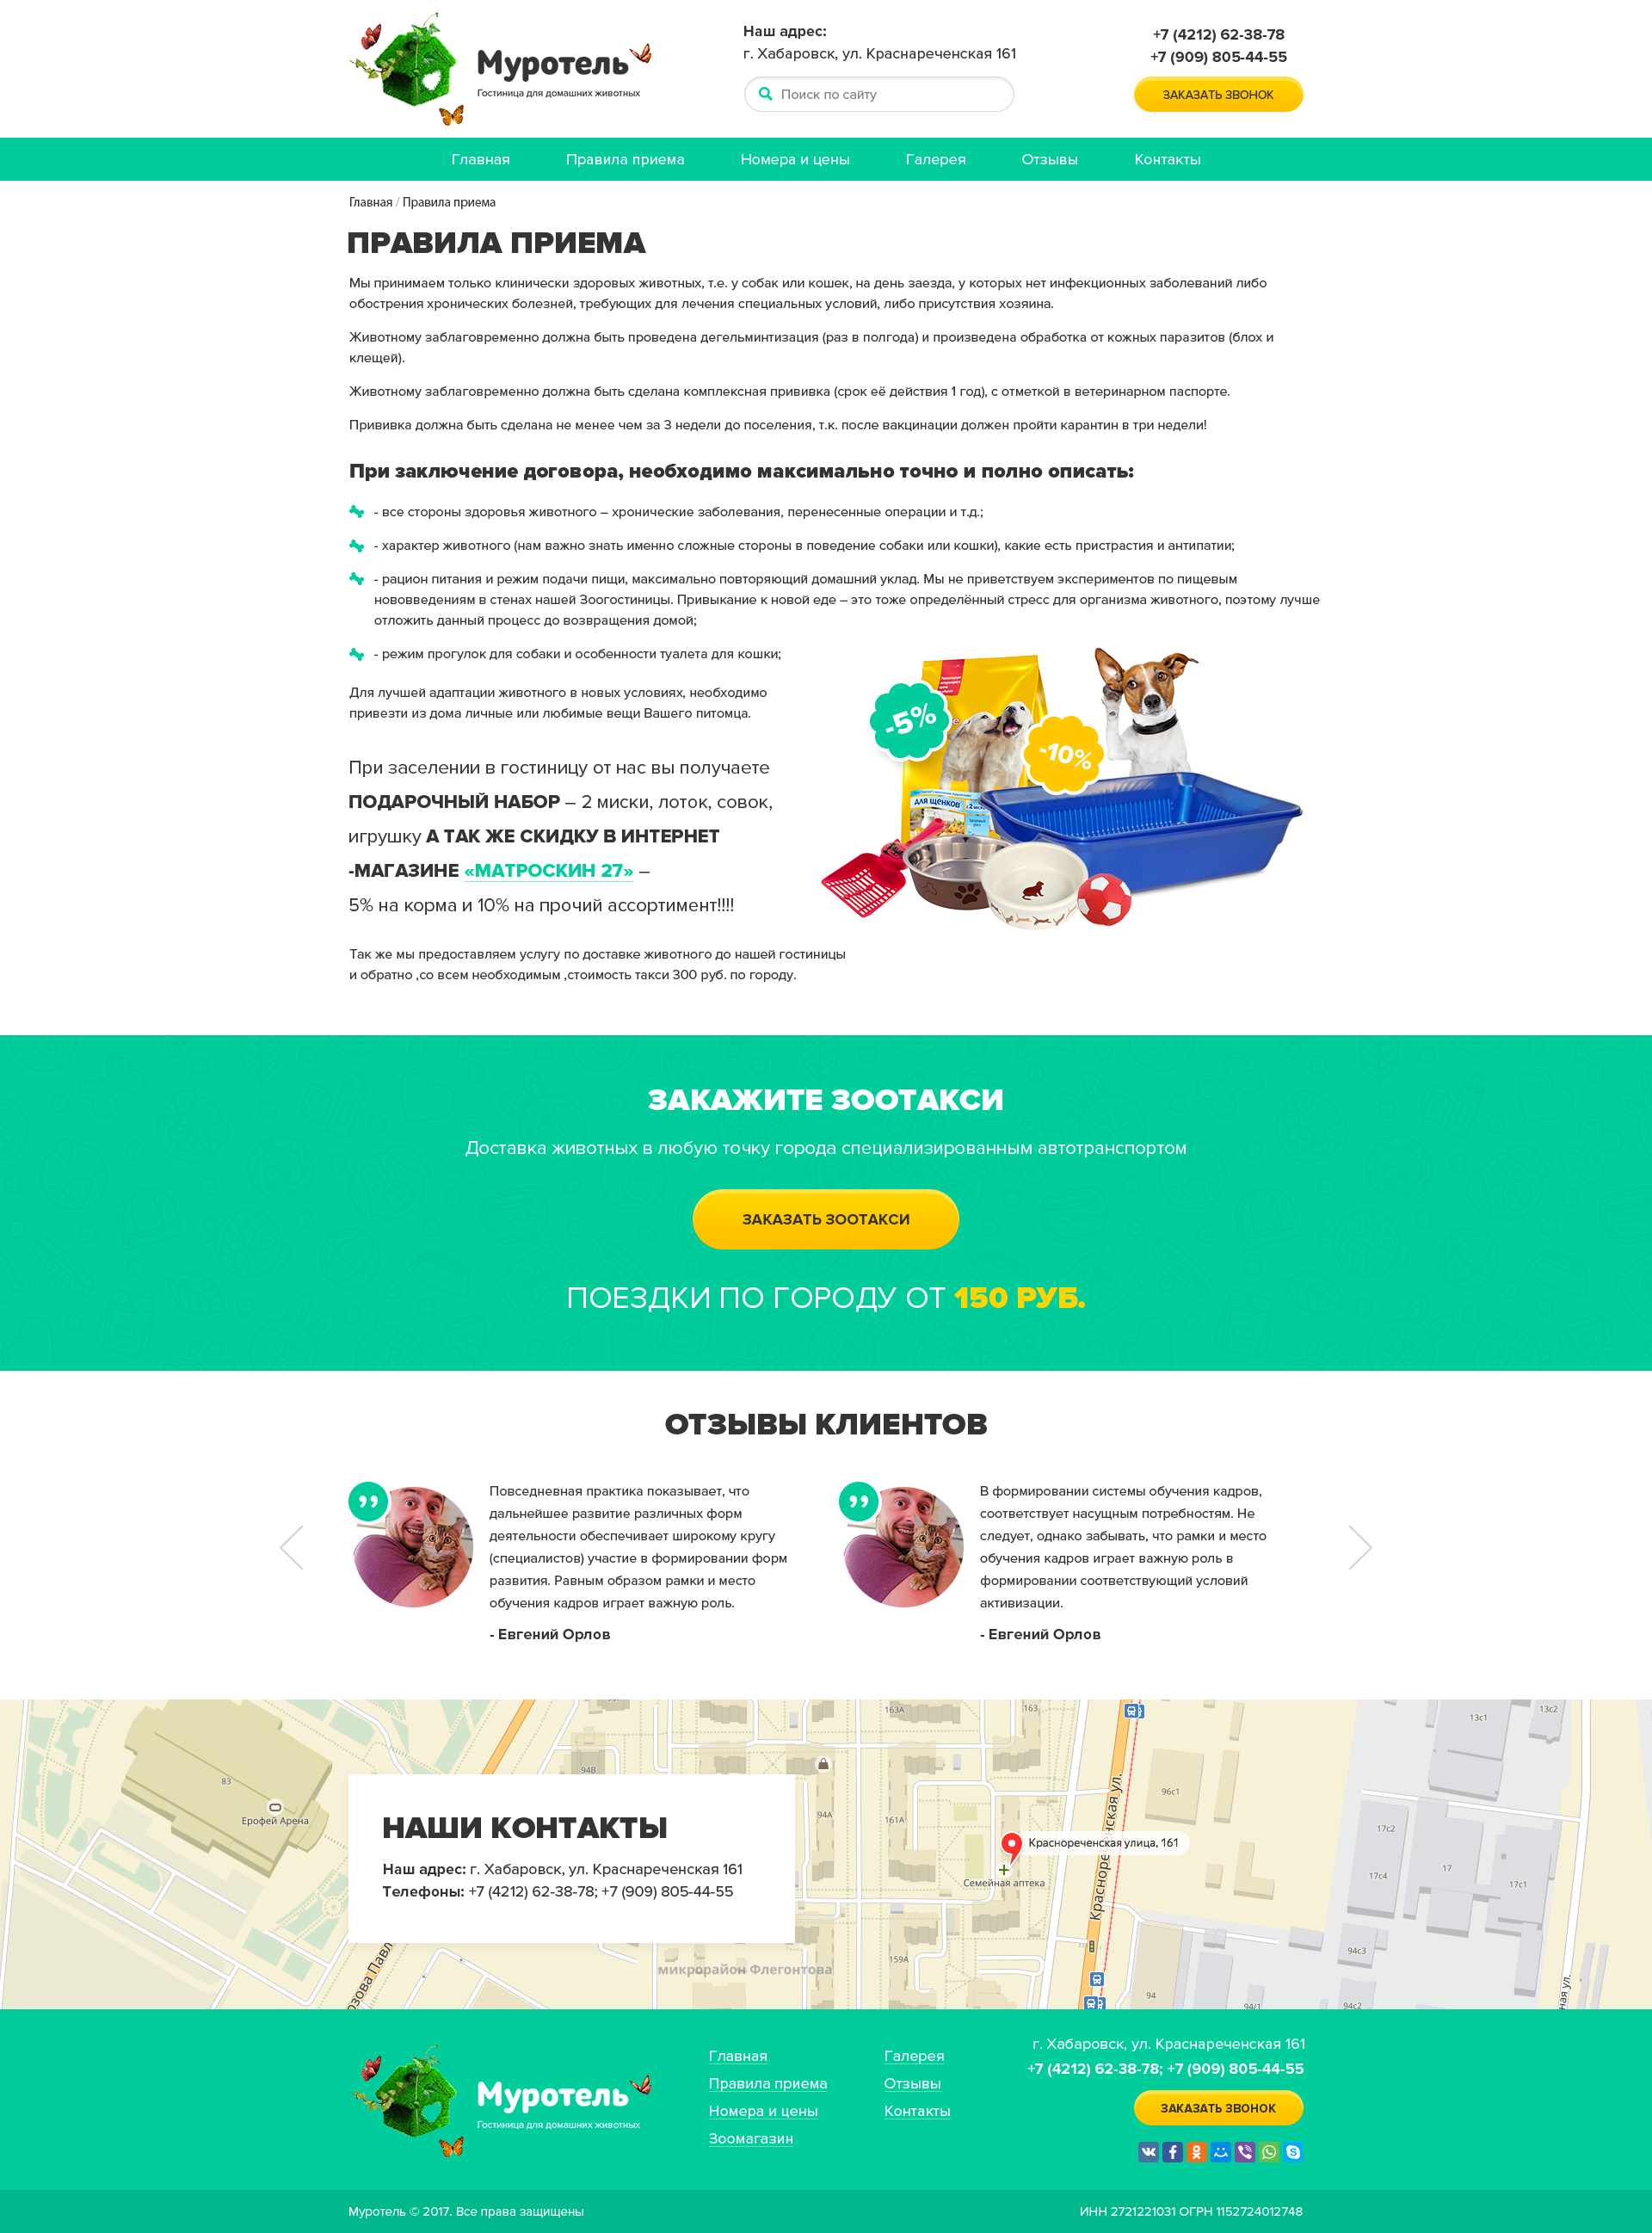 Муротель
Гостиница для домашних животных
Наш адрес:
г. Хабаровск, ул. Краснареченская 161
Поиск по сайту
+7 (4212) 62-38-78
+7 (909) 805-44-55
ЗАКАЗАТЬ ЗВОНОК
Главная Правила приема Номера и цены Галерея Отзывы Контакты
Главная / Правила приема
ПРАВИЛА ПРИЕМА
Мы принимаем только клинически здоровых животных, т.е. у собак или кошек, на день заезда, у которых нет инфекционных заболеваний либо
обострения хронических болезней, требующих для лечения специальных условий, либо присутствия хозяина.
Животному заблаговременно должна быть проведена дегельминтизация (раз в полгода) и произведена обработка от кожных паразитов (блох и
клещей).
Животному заблаговременно должна быть сделана комплексная прививка (срок её действия 1 год), с отметкой в ветеринарном паспорте.
Прививка должна быть сделана не менее чем за 3 недели до поселения, т.к. после вакцинации должен пройти карантин в три недели!
При заключение договора, необходимо максимально точно и полно описать:
- все стороны здоровья животного – хронические заболевания, перенесенные операции и т.д.;
- характер животного (нам важно знать именно сложные стороны в поведение собаки или кошки), какие есть пристрастия и антипатии;
- рацион питания и режим подачи пищи, максимально повторяющий домашний уклад. Мы не приветствуем экспериментов по пищевым
нововведениям в стенах нашей Зоогостиницы. Привыкание к новой еде – это тоже определённый стресс для организма животного, поэтому лучше
отложить данный процесс до возвращения домой;
- режим прогулок для собаки и особенности туалета для кошки;
Для лучшей адаптации животного в новых условиях, необходимо
привезти из дома личные или любимые вещи Вашего питомца.
При заселении в гостиницу от нас вы получаете
ПОДАРОЧНЫЙ НАБОР – 2 миски, лоток, совок,
игрушку А ТАК ЖЕ СКИДКУ В ИНТЕРНЕТ
-МАГАЗИНЕ «МАТРОСКИН 27» –
5% на корма и 10% на прочий ассортимент!!!!
-5%
-10%
ДЛЯ ЩЕНКОВ
Так же мы предоставляем услугу по доставке животного до нашей гостиницы
и обратно ,со всем необходимым ,стоимость такси 300 руб. по городу.
ЗАКАЖИТЕ ЗООТАКСИ
Доставка животных в любую точку города специализированным автотранспортом
ЗАКАЗАТЬ ЗООТАКСИ
ПОЕЗДКИ ПО ГОРОДУ ОТ 150 РУБ.
ОТЗЫВЫ КЛИЕНТОВ
Повседневная практика показывает, что
дальнейшее развитие различных форм
деятельности обеспечивает широкому кругу
(специалистов) участие в формировании форм
развития. Равным образом рамки и место
обучения кадров играет важную роль.
- Евгений Орлов
В формировании системы обучения кадров,
соответствует насущным потребностям. Не
следует, однако забывать, что рамки и место
обучения кадров играет важную роль в
формировании соответствующий условий
активизации.
- Евгений Орлов
163А
163
13с1
13с2
94В
83
Ерофей Арена
94А
161А
96с1
17с2
17с4
17
17с1
Краснореченская ул.
Краснореченская улица, 161
Семейная аптека
159А
94с3
94
94/1
94с2
ная ул.
микрорайон Флегонтова
НАШИ КОНТАКТЫ
Наш адрес: г. Хабаровск, ул. Краснареченская 161
Телефоны: +7 (4212) 62-38-78; +7 (909) 805-44-55
Муротель
Гостиница для домашних животных
Главная
Правила приема
Номера и цены
Зоомагазин
Галерея
Отзывы
Контакты
г. Хабаровск, ул. Краснареченская 161
+7 (4212) 62-38-78; +7 (909) 805-44-55
ЗАКАЗАТЬ ЗВОНОК
Муротель © 2017. Все права защищены
ИНН 2721221031 ОГРН 1152724012748